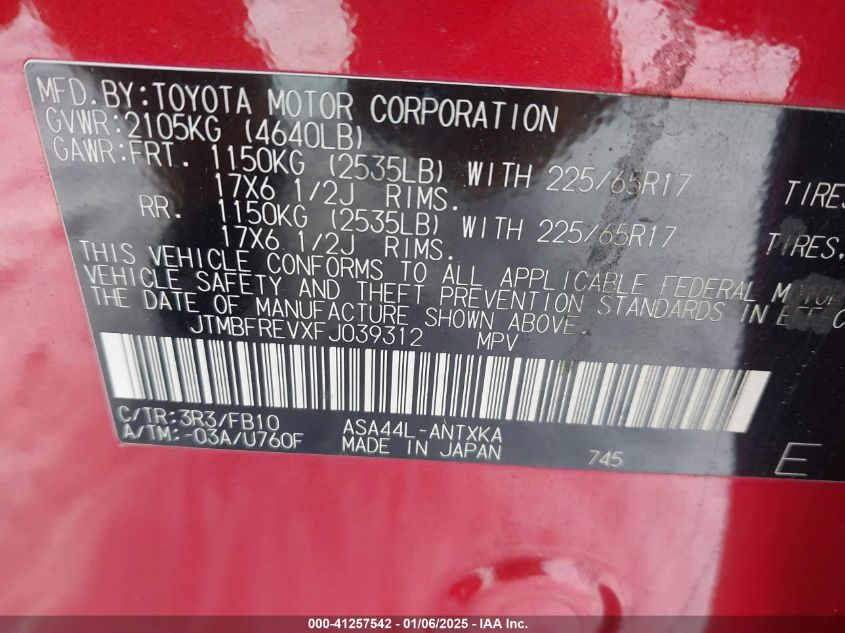 MFD. BY: TOYOTA MOTOR CORPORATION
GVWR: 2105KG (4640LB)
GAWR: FRT. 1150KG (2535LB) WITH 225/65R17 TIRES
17X6 1/2J RIMS.
RR. 1150KG (2535LB) WITH 225/65R17 TIRES,
17X6 1/2J RIMS.
THIS VEHICLE CONFORMS TO ALL APPLICABLE FEDERAL
VEHICLE SAFETY AND THEFT PREVENTION STANDARDS IN
THE DATE OF MANUFACTURE SHOWN ABOVE.
JTMBFREVXFJ039312 MPV
C/TR: 3R3/FB10 ASA44L-ANTXKA
A/TM: -03A/U760F MADE IN JAPAN 745 E
000-41257542 - 01/06/2025 - IAA Inc.